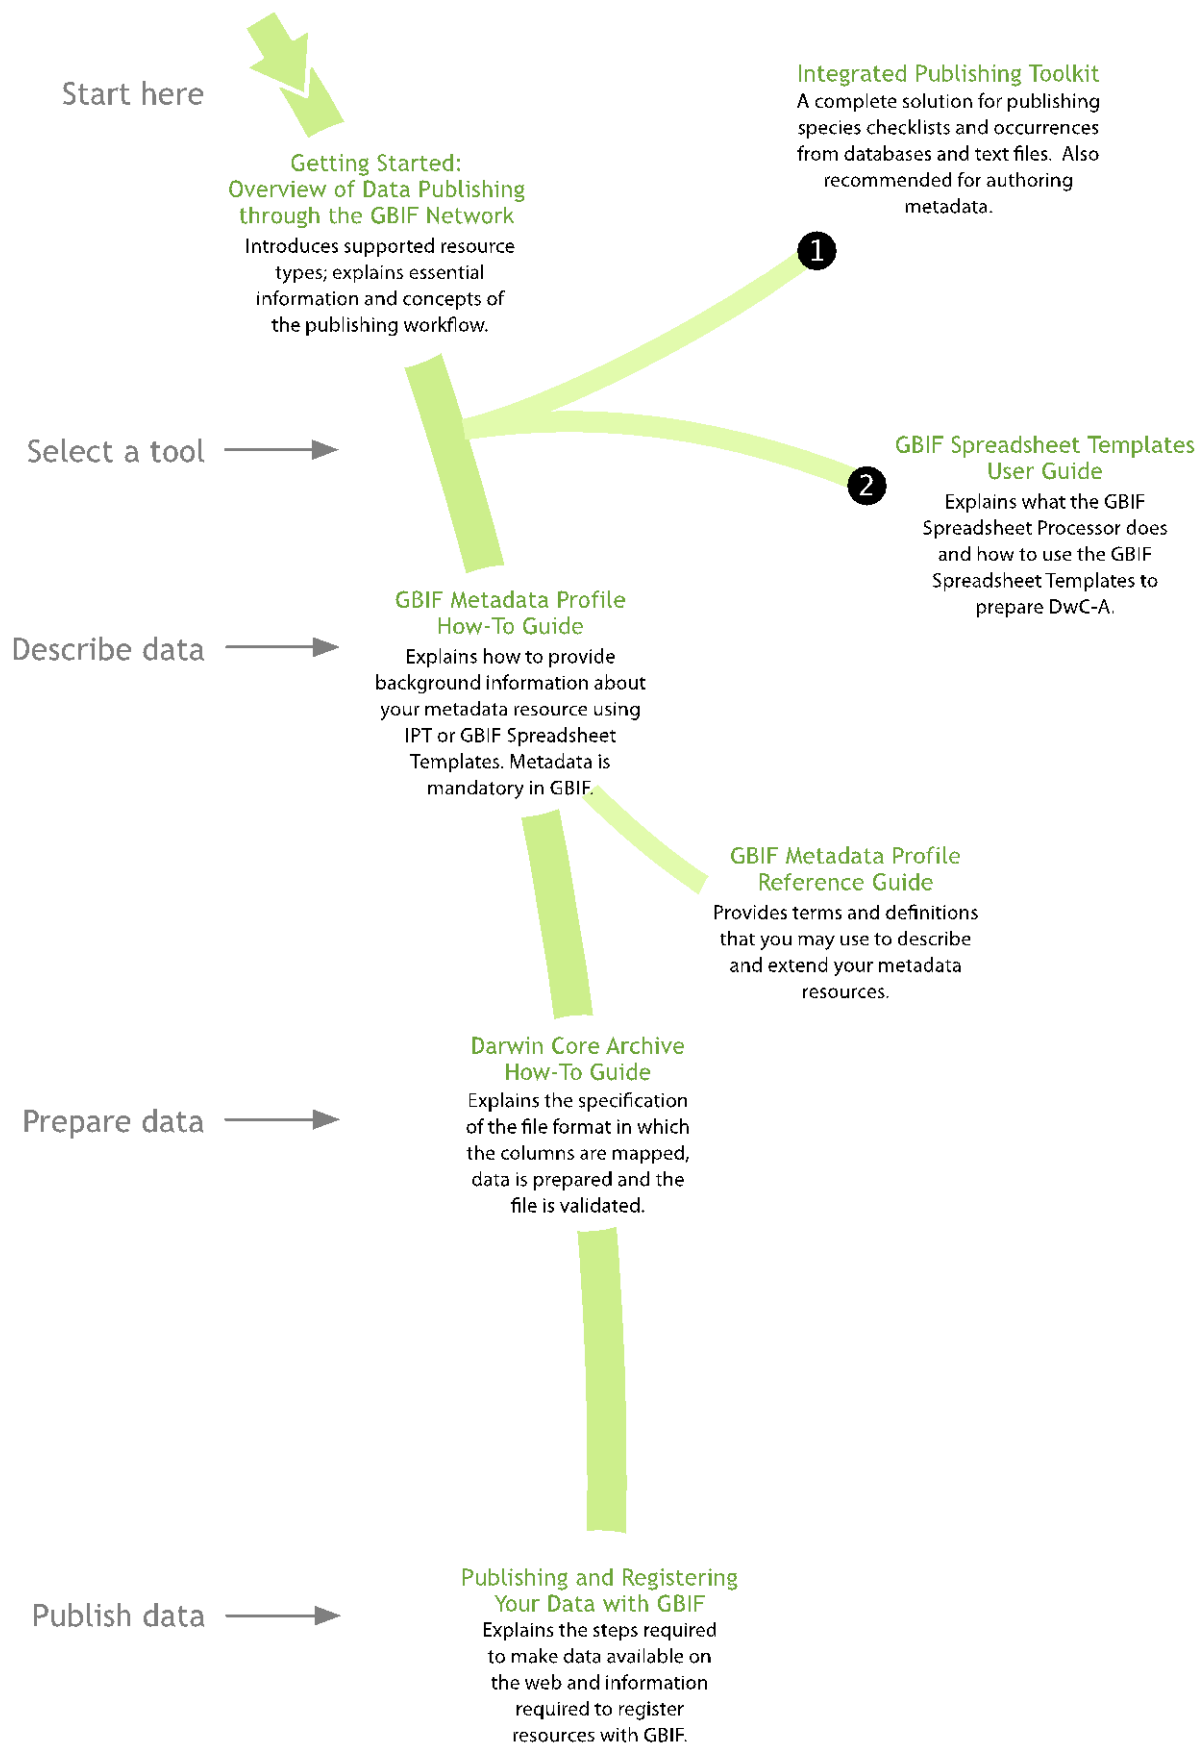 Start here
Getting Started:
Overview of Data Publishing
through the GBIF Network
Introduces supported resource
types; explains essential
information and concepts of
the publishing workflow.
Integrated Publishing Toolkit
A complete solution for publishing
species checklists and occurrences
from databases and text files. Also
recommended for authoring
metadata.
1
Select a tool
2
GBIF Spreadsheet Templates
User Guide
Explains what the GBIF
Spreadsheet Processor does
and how to use the GBIF
Spreadsheet Templates to
prepare DwC-A.
Describe data
GBIF Metadata Profile
How-To Guide
Explains how to provide
background information about
your metadata resource using
IPT or GBIF Spreadsheet
Templates. Metadata is
mandatory in GBIF.
GBIF Metadata Profile
Reference Guide
Provides terms and definitions
that you may use to describe
and extend your metadata
resources.
Prepare data
Darwin Core Archive
How-To Guide
Explains the specification
of the file format in which
the columns are mapped,
data is prepared and the
file is validated.
Publish data
Publishing and Registering
Your Data with GBIF
Explains the steps required
to make data available on
the web and information
required to register
resources with GBIF.